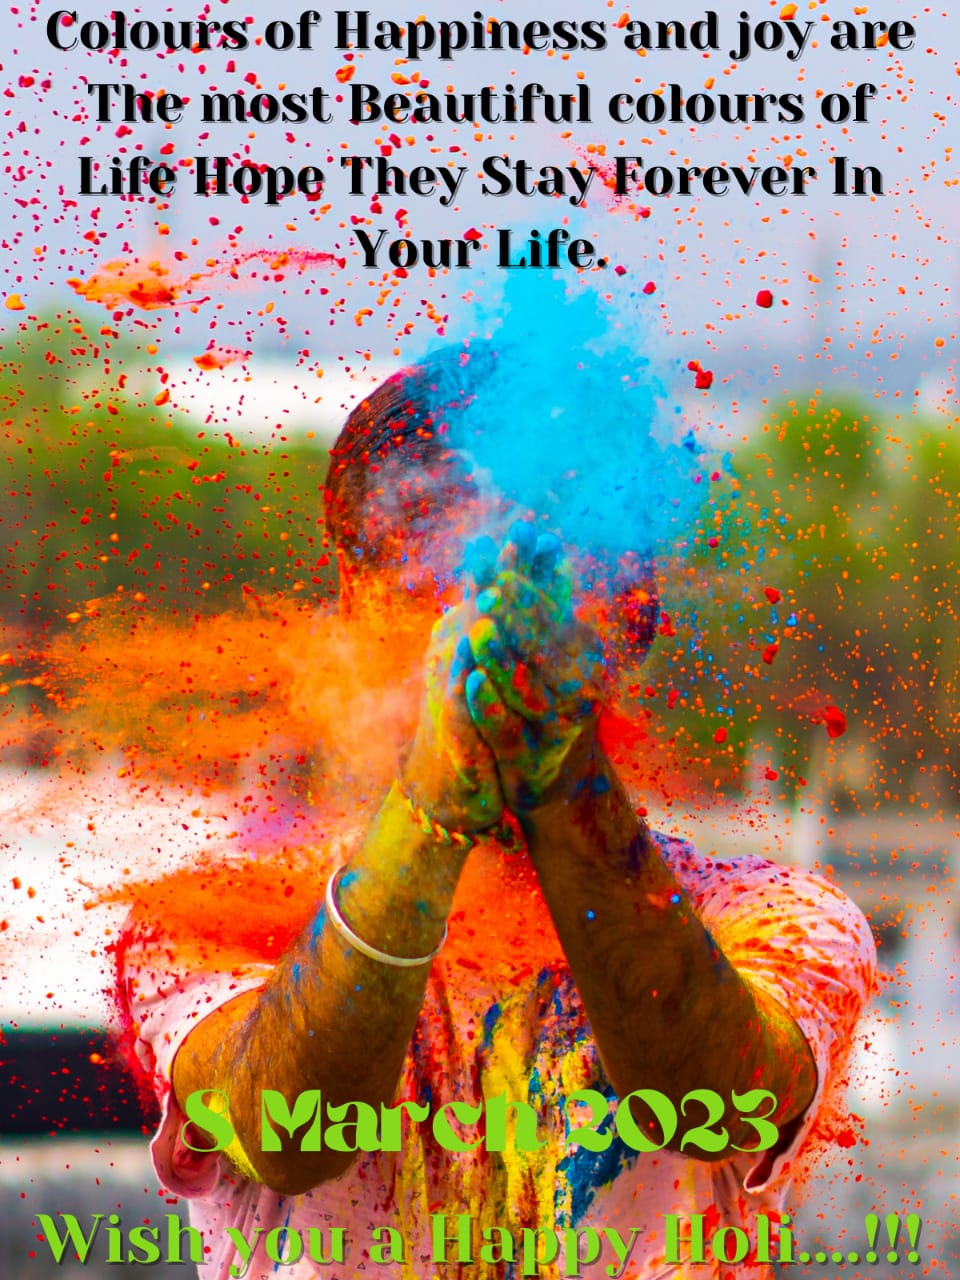 Colours of Happiness and joy are
The most Beautiful colours of
Life Hope They Stay Forever In
Your Life.
8 March 2023
Wish you a Happy Holi....!!!